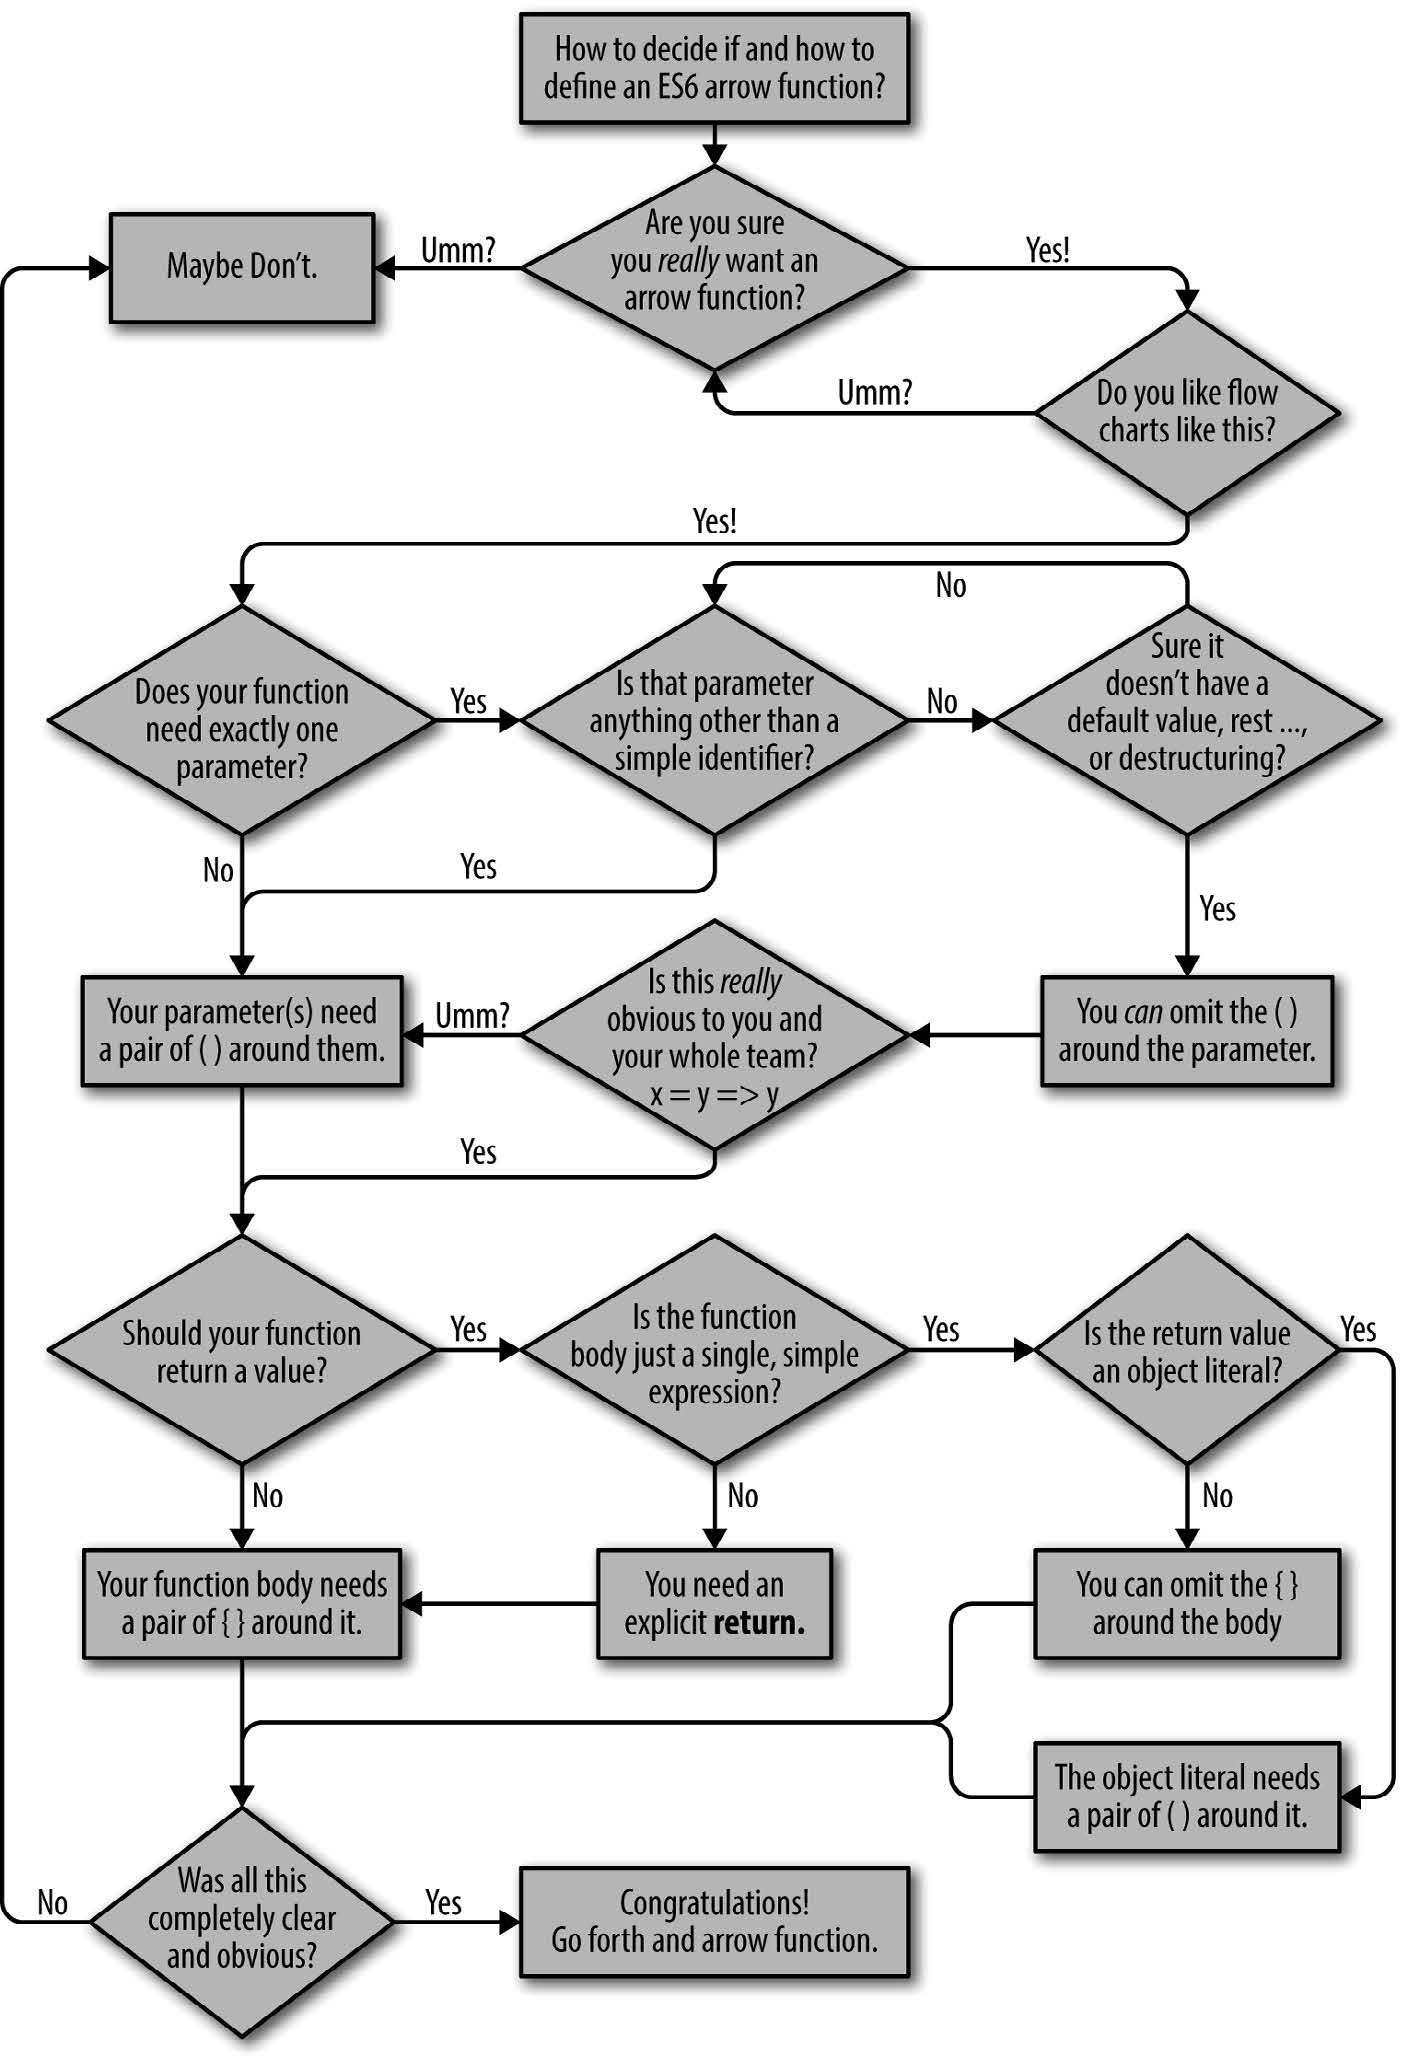 How to decide if and how to
define an ES6 arrow function?
Are you sure
you really want an
arrow function?
Umm?
Maybe Don't.
Yes!
Do you like flow
charts like this?
Umm?
Yes!
Does your function
need exactly one
parameter?
Yes
Is that parameter
anything other than a
simple identifier?
No
Sure it
doesn't have a
default value, rest ...,
or destructuring?
No
No
Yes
Yes
Your parameter(s) need
a pair of ( ) around them.
Umm?
Is this really
obvious to you and
your whole team?
x = y => y
You can omit the ( )
around the parameter.
Yes
Should your function
return a value?
Yes
Is the function
body just a single, simple
expression?
Yes
Is the return value
an object literal?
Yes
No
No
No
Your function body needs
a pair of { } around it.
You need an
explicit return.
You can omit the { }
around the body
The object literal needs
a pair of ( ) around it.
Was all this
completely clear
and obvious?
No
Yes
Congratulations!
Go forth and arrow function.